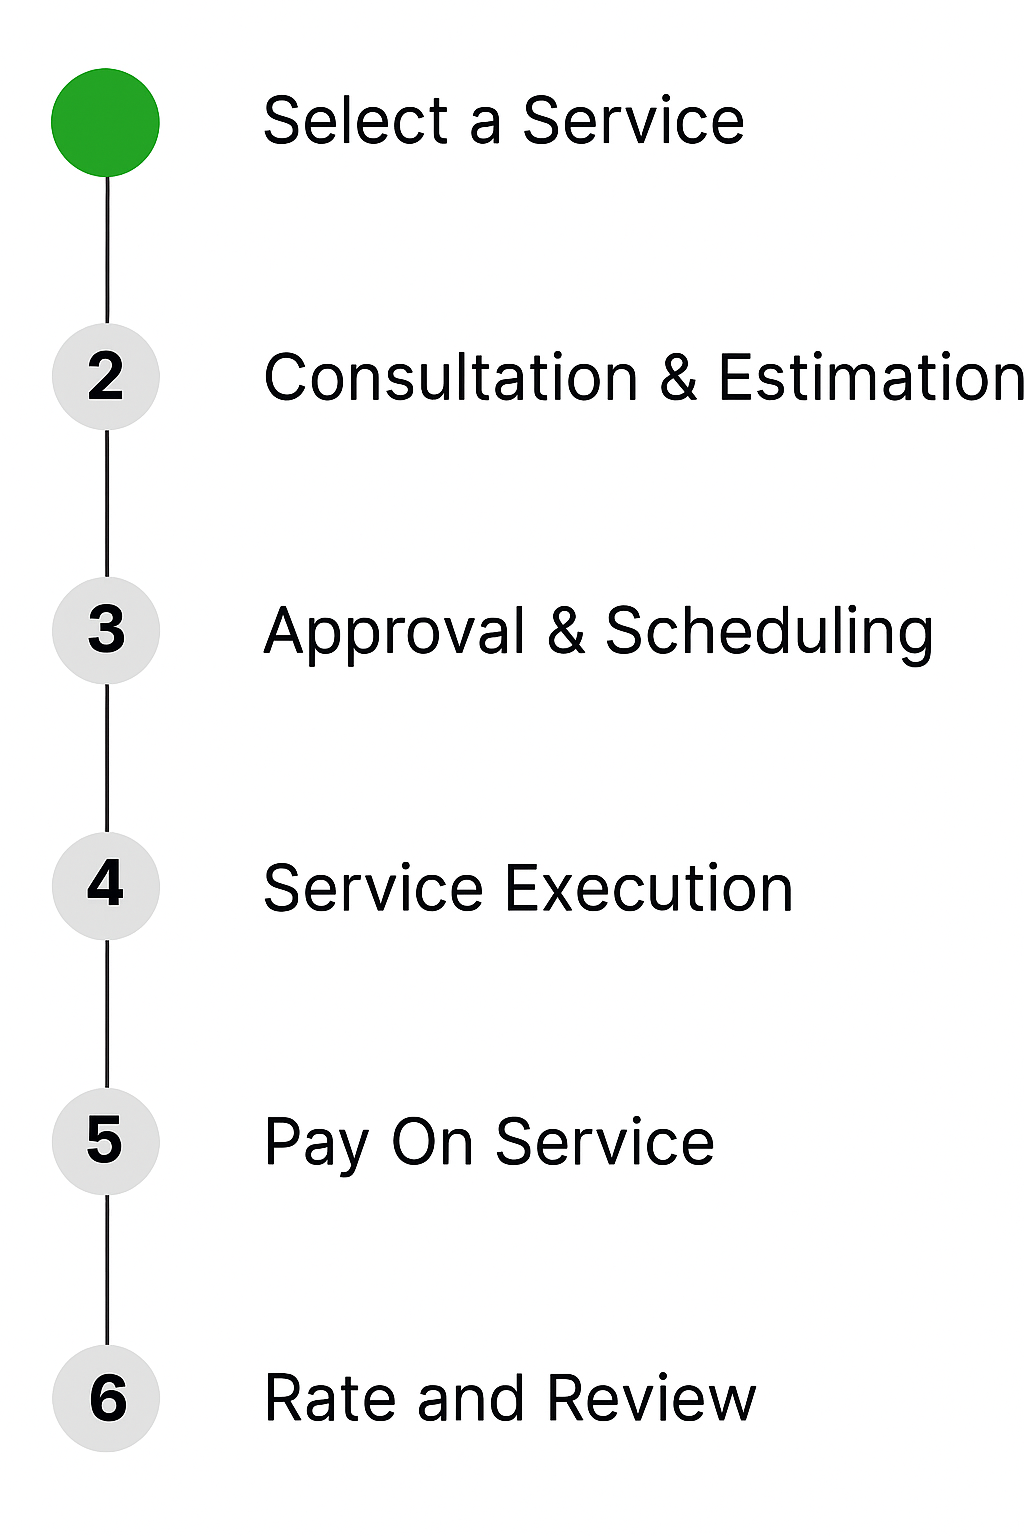 Select a Service
2 Consultation & Estimation
3 Approval & Scheduling
4 Service Execution
5 Pay On Service
6 Rate and Review